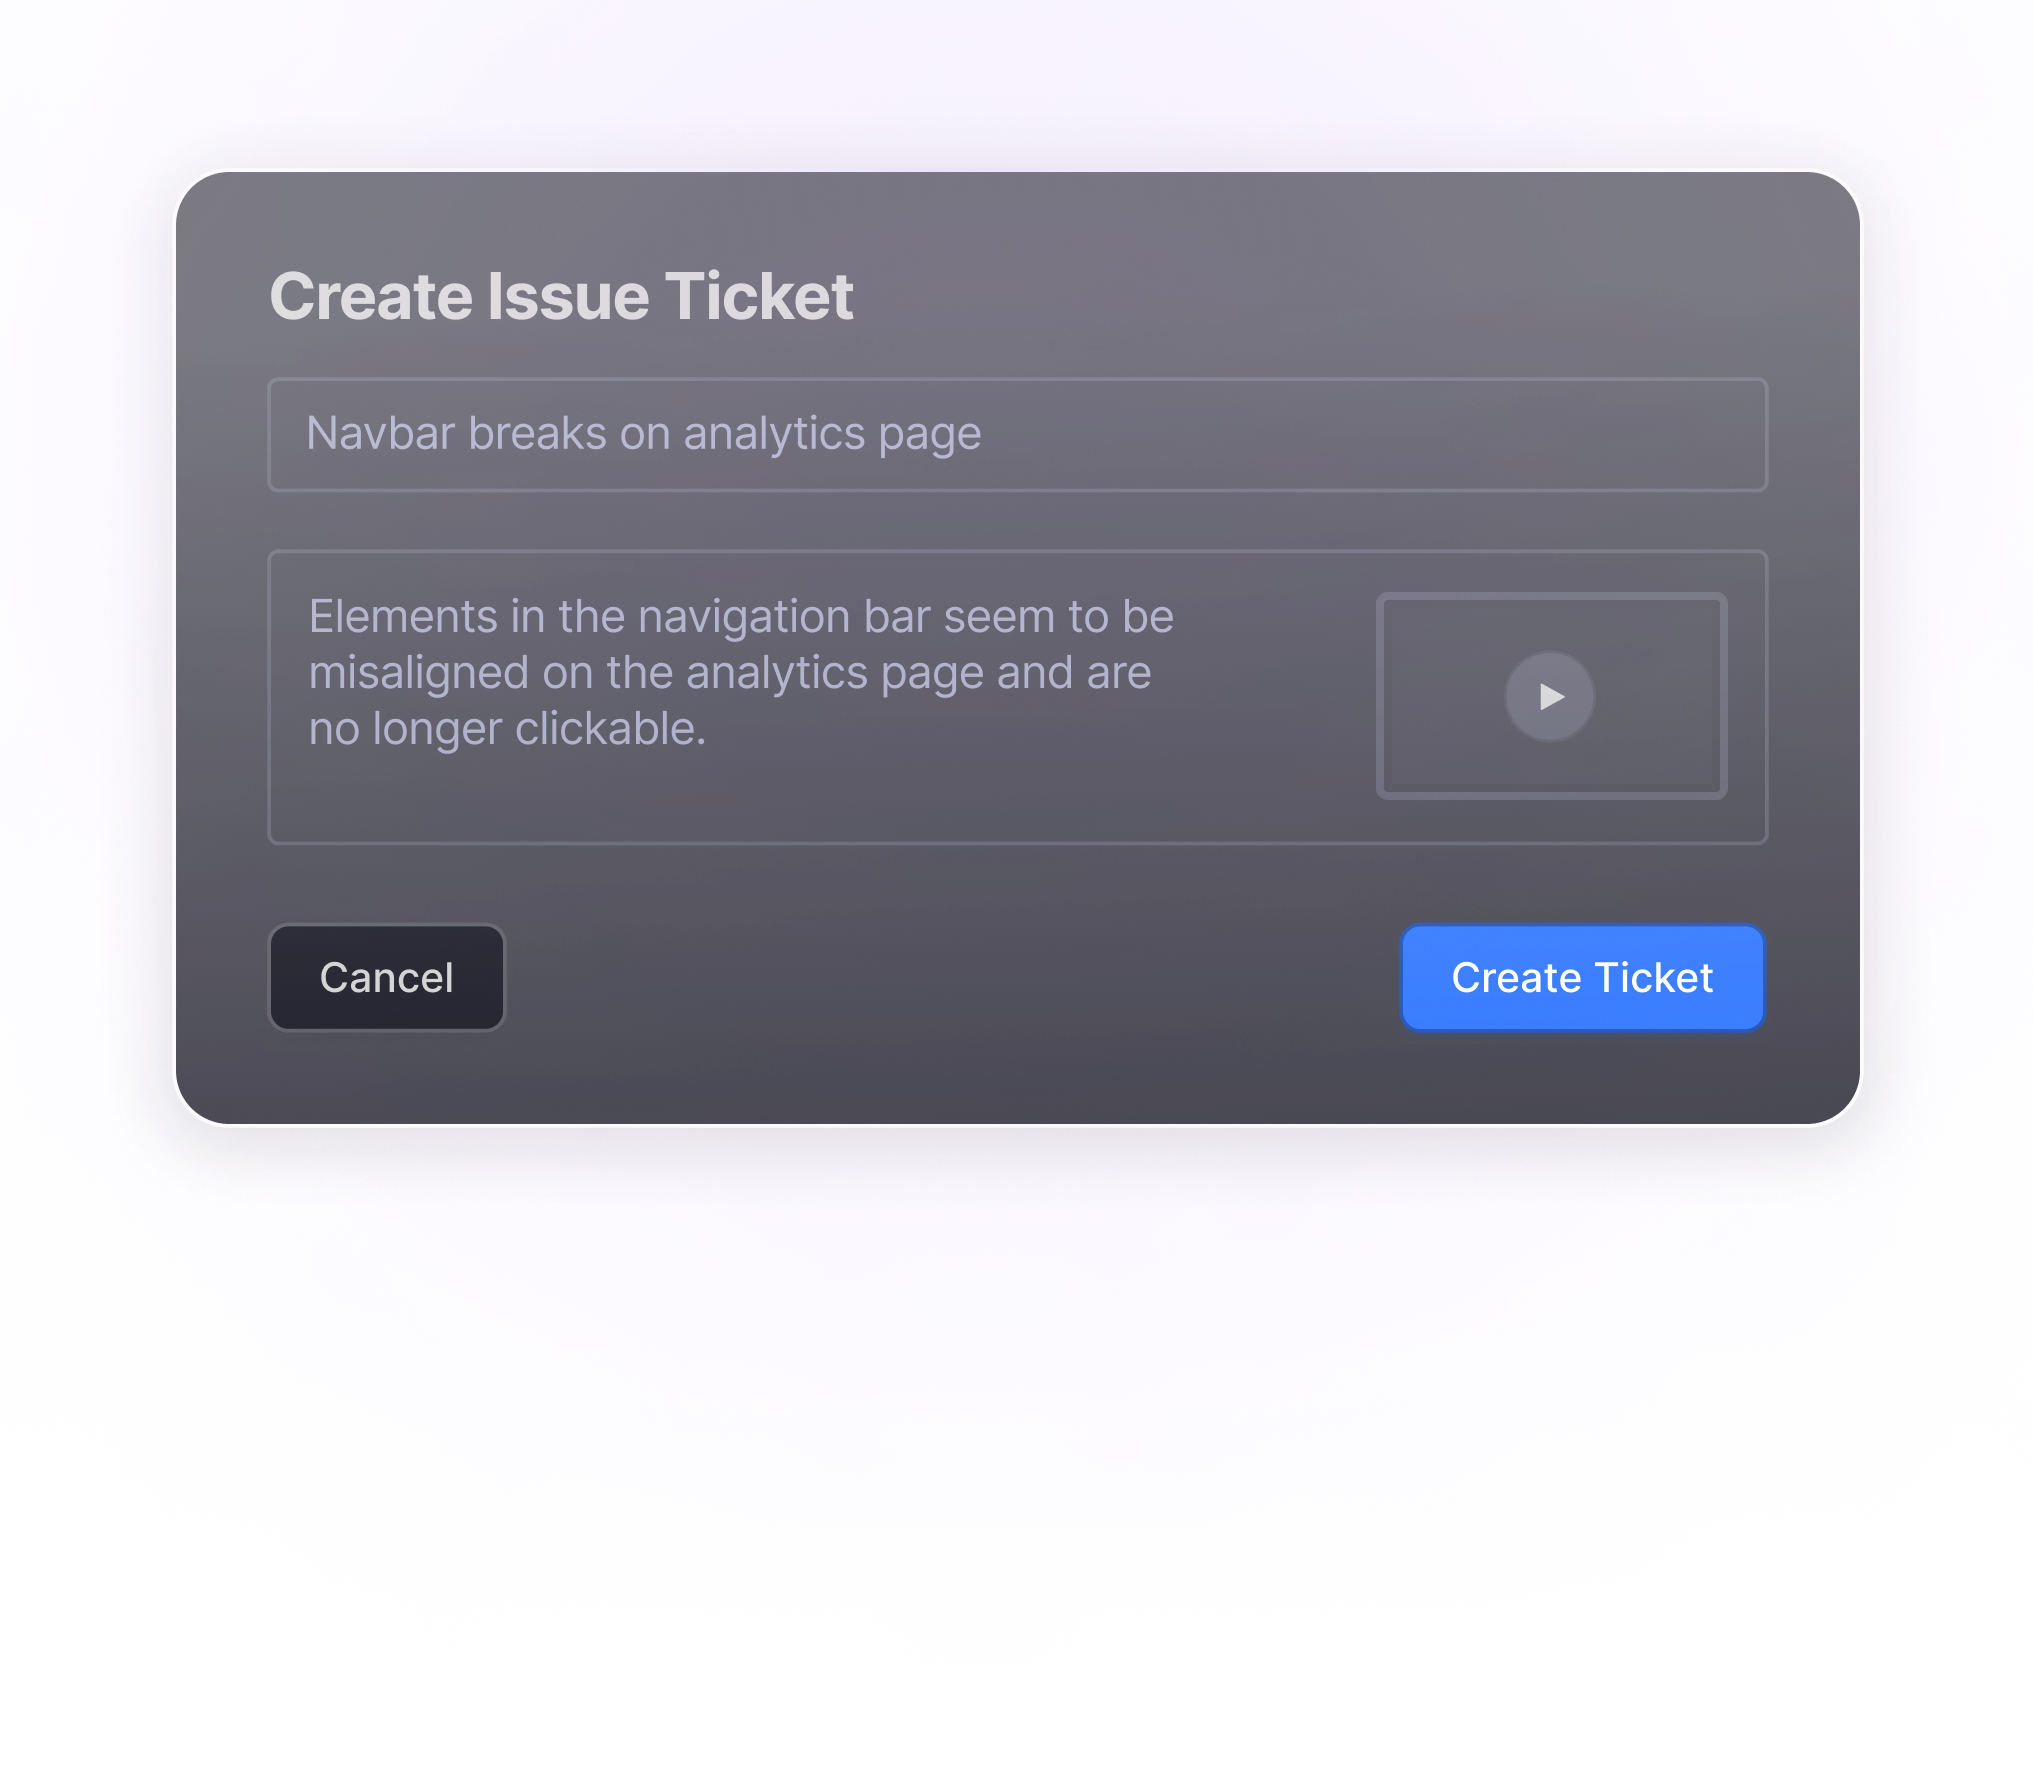 Create Issue Ticket
Navbar breaks on analytics page
Elements in the navigation bar seem to be
misaligned on the analytics page and are
no longer clickable.
Cancel
Create Ticket